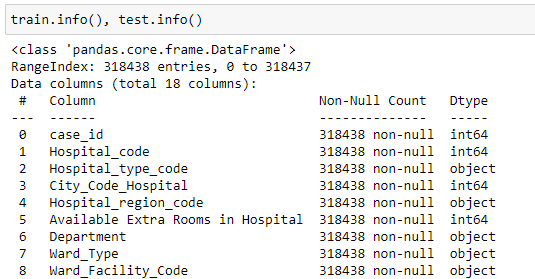 train.info(), test.info()
<class 'pandas.core.frame.DataFrame'>
RangeIndex: 318438 entries, 0 to 318437
Data columns (total 18 columns):
 #   Column                             Non-Null Count   Dtype
---  ------                             --------------   -----
 0   case_id                            318438 non-null  int64
 1   Hospital_code                      318438 non-null  int64
 2   Hospital_type_code                 318438 non-null  object
 3   City_Code_Hospital                 318438 non-null  int64
 4   Hospital_region_code               318438 non-null  object
 5   Available Extra Rooms in Hospital  318438 non-null  int64
 6   Department                         318438 non-null  object
 7   Ward_Type                          318438 non-null  object
 8   Ward_Facility_Code                 318438 non-null  object